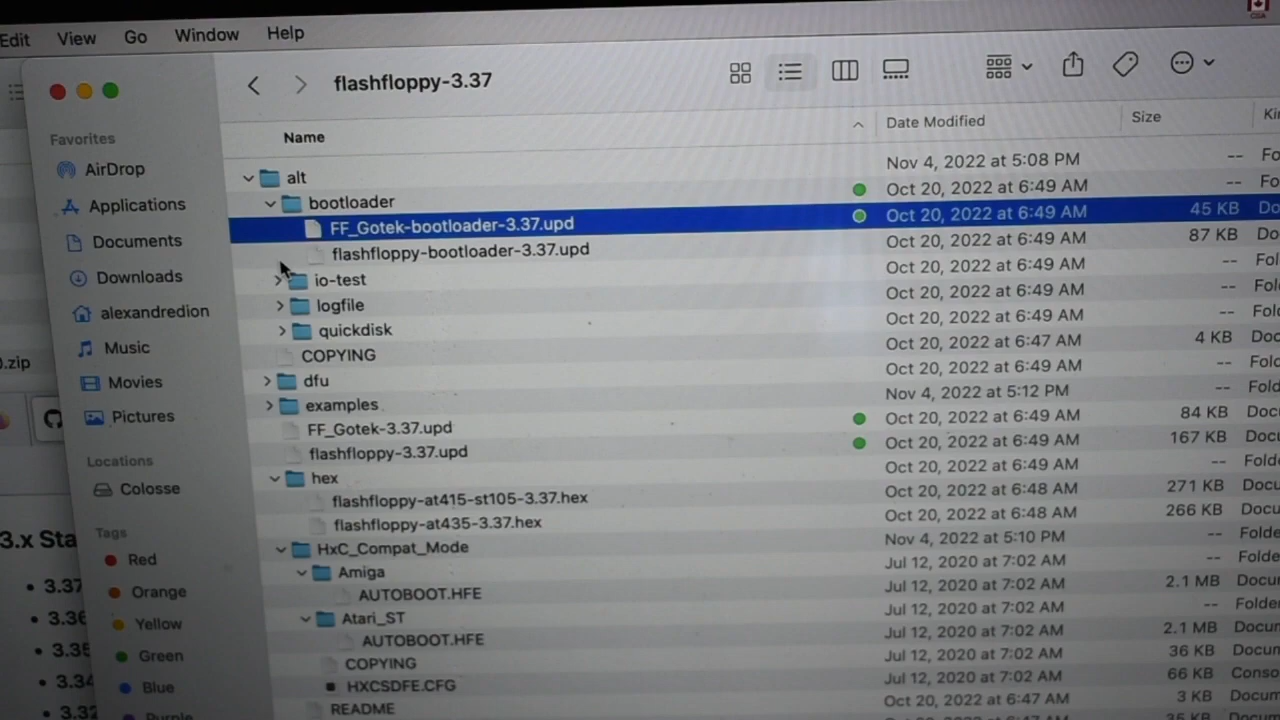 Edit View Go Window Help
flashfloppy-3.37
Name Date Modified Size
Favorites
AirDrop
Applications
Documents
Downloads
alexandredion
Music
Movies
Pictures
Locations
Colosse
Tags
Red
Orange
Yellow
Green
Blue
Purple
alt Nov 4, 2022 at 5:08 PM --
bootloader Oct 20, 2022 at 6:49 AM --
FF_Gotek-bootloader-3.37.upd Oct 20, 2022 at 6:49 AM 45 KB
flashfloppy-bootloader-3.37.upd Oct 20, 2022 at 6:49 AM 87 KB
io-test Oct 20, 2022 at 6:49 AM --
logfile Oct 20, 2022 at 6:49 AM --
quickdisk Oct 20, 2022 at 6:49 AM --
COPYING Oct 20, 2022 at 6:47 AM 4 KB
dfu Oct 20, 2022 at 6:49 AM --
examples Nov 4, 2022 at 5:12 PM --
FF_Gotek-3.37.upd Oct 20, 2022 at 6:49 AM 84 KB
flashfloppy-3.37.upd Oct 20, 2022 at 6:49 AM 167 KB
hex Oct 20, 2022 at 6:49 AM --
flashfloppy-at415-st105-3.37.hex Oct 20, 2022 at 6:48 AM 271 KB
flashfloppy-at435-3.37.hex Oct 20, 2022 at 6:48 AM 266 KB
HxC_Compat_Mode Nov 4, 2022 at 5:10 PM --
Amiga Jul 12, 2020 at 7:02 AM --
AUTOBOOT.HFE Jul 12, 2020 at 7:02 AM 2.1 MB
Atari_ST Jul 12, 2020 at 7:02 AM --
AUTOBOOT.HFE Jul 12, 2020 at 7:02 AM 2.1 MB
COPYING Jul 12, 2020 at 7:02 AM 36 KB
HXCSDFE.CFG Jul 12, 2020 at 7:02 AM 66 KB
README Oct 20, 2022 at 6:47 AM 3 KB
.zip
3.x Sta
3.37